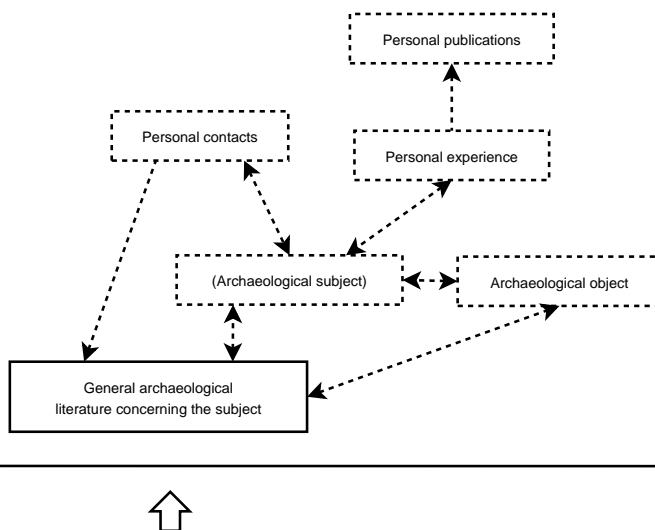 Personal publications
Personal contacts
Personal experience
(Archaeological subject)
Archaeological object
General archaeological
literature concerning the subject